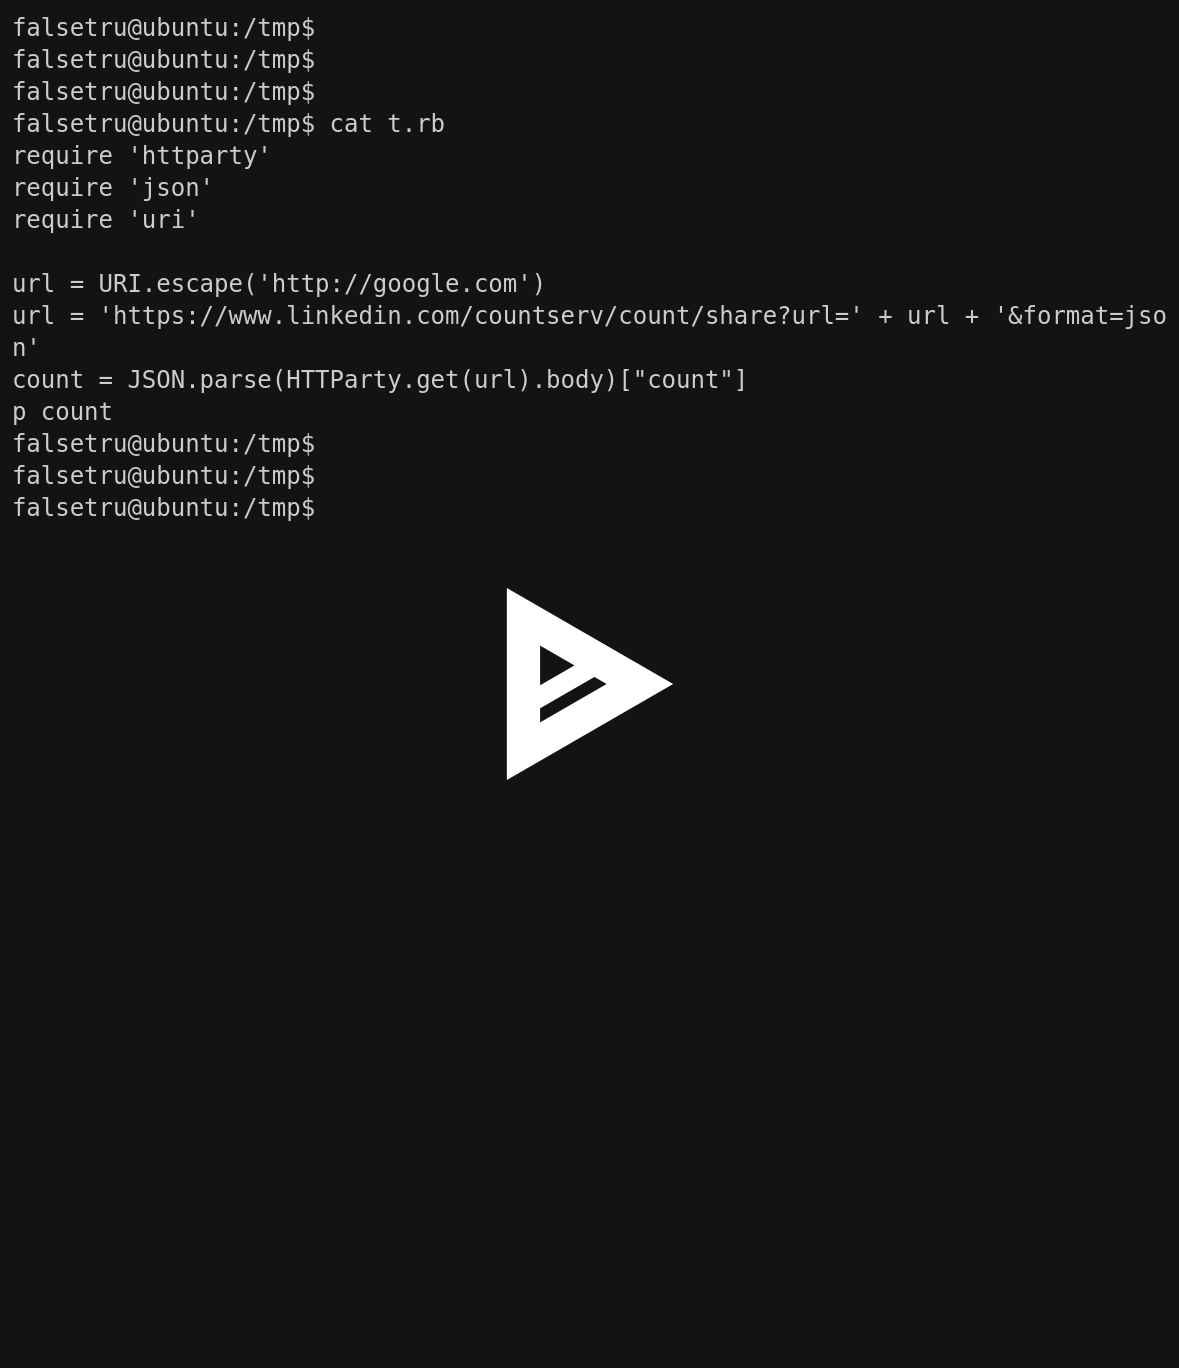 falsetru@ubuntu:/tmp$
falsetru@ubuntu:/tmp$
falsetru@ubuntu:/tmp$
falsetru@ubuntu:/tmp$ cat t.rb
require 'httparty'
require 'json'
require 'uri'

url = URI.escape('http://google.com')
url = 'https://www.linkedin.com/countserv/count/share?url=' + url + '&format=jso
n'
count = JSON.parse(HTTParty.get(url).body)["count"]
p count
falsetru@ubuntu:/tmp$
falsetru@ubuntu:/tmp$
falsetru@ubuntu:/tmp$